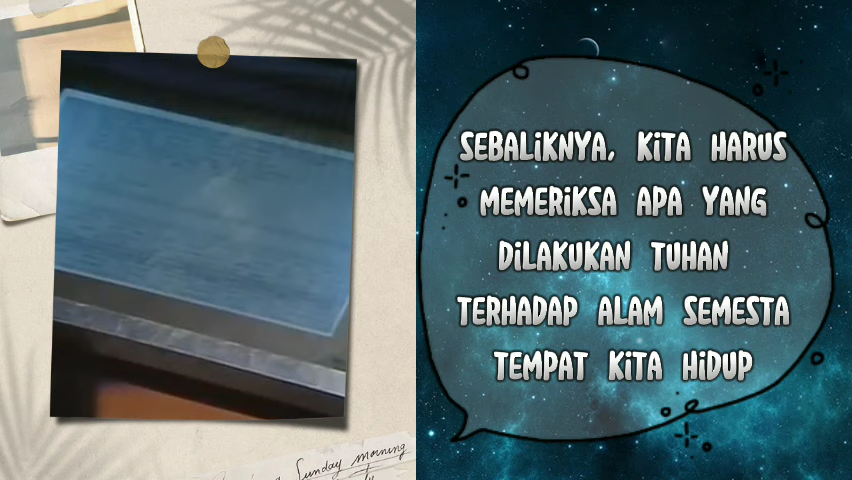 SEBALIKNYA, KITA HARUS
MEMERIKSA APA YANG
DILAKUKAN TUHAN
TERHADAP ALAM SEMESTA
TEMPAT KITA HIDUP
Sunday morning